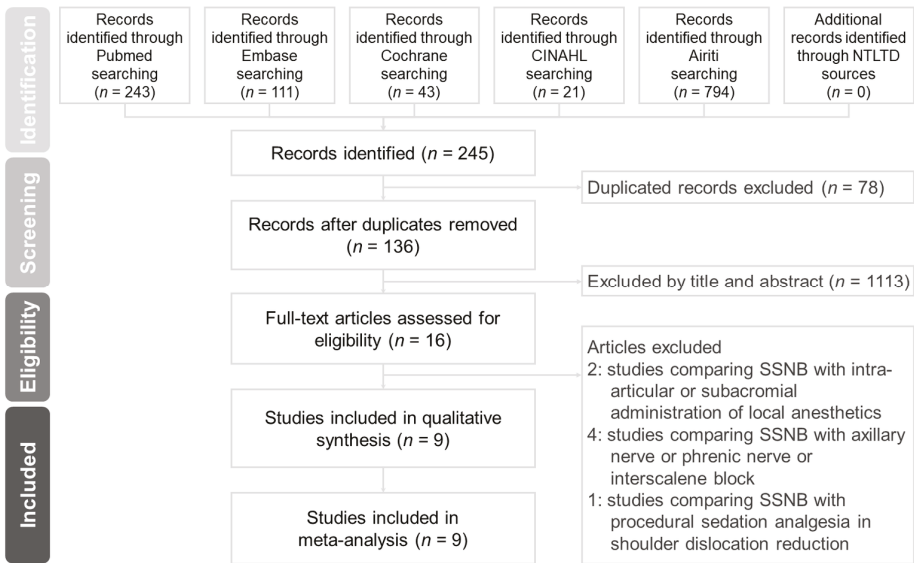 Identification
Records
identified through
Pubmed
searching
(n = 243)
Records
identified through
Embase
searching
(n = 111)
Records
identified through
Cochrane
searching
(n = 43)
Records
identified through
CINAHL
searching
(n = 21)
Records
identified through
Airiti
searching
(n = 794)
Additional
records identified
through NTLTD
sources
(n = 0)
Records identified (n = 245)
Screening
Duplicated records excluded (n = 78)
Records after duplicates removed
(n = 136)
Excluded by title and abstract (n = 1113)
Eligibility
Full-text articles assessed for
eligibility (n = 16)
Articles excluded
2: studies comparing SSNB with intra-
articular or subacromial
administration of local anesthetics
4: studies comparing SSNB with axillary
nerve or phrenic nerve or
interscalene block
1: studies comparing SSNB with
procedural sedation analgesia in
shoulder dislocation reduction
Included
Studies included in qualitative
synthesis (n = 9)
Studies included in
meta-analysis (n = 9)